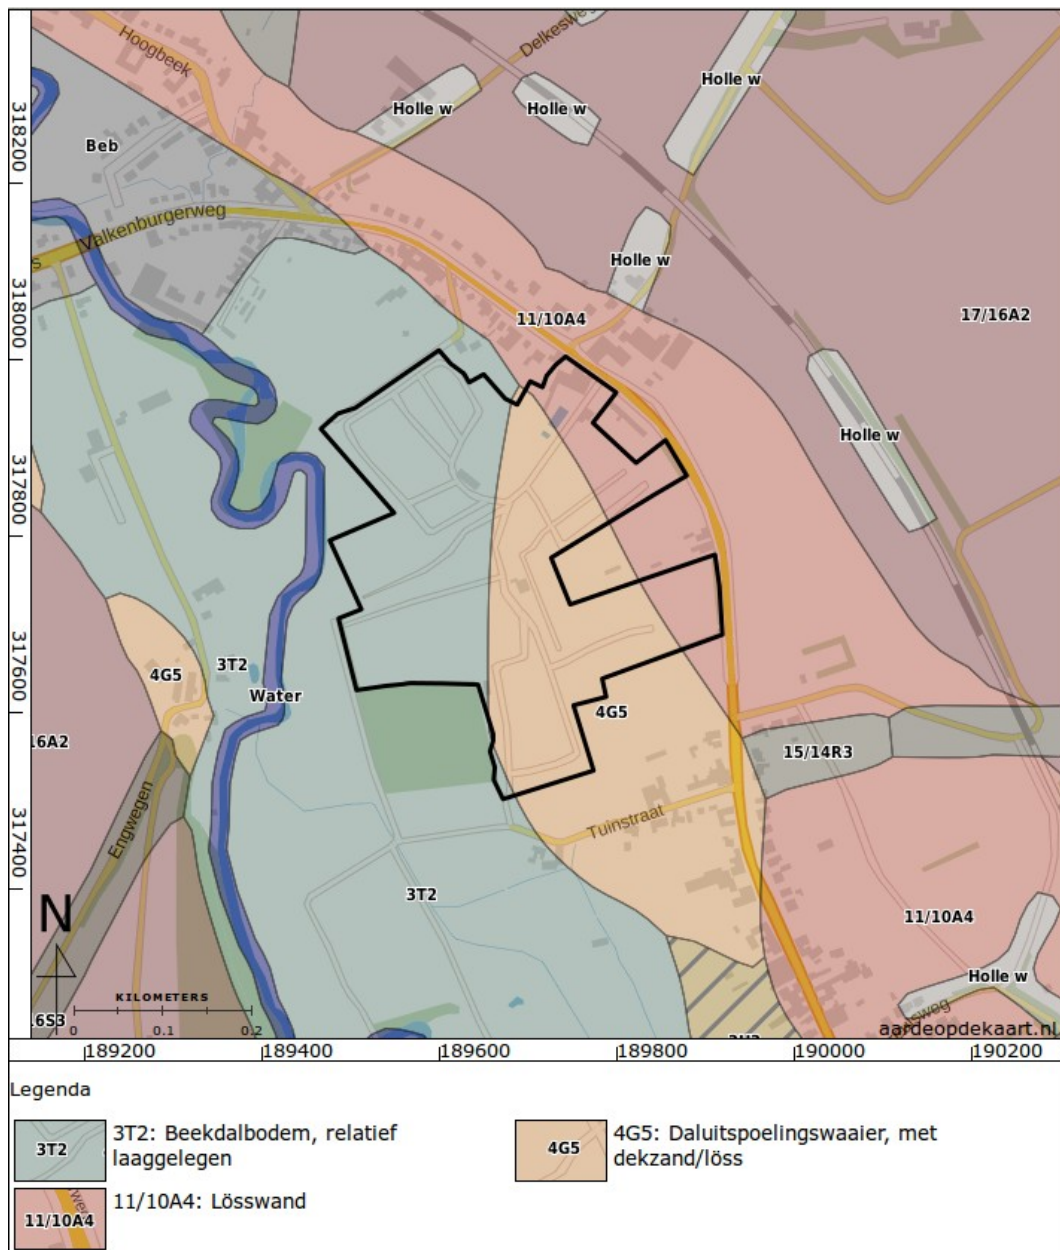 Hoogbeek
Delkesweg
Holle w
Holle w
Holle w
Beb
318200
Valkenburgerweg
s
Holle w
318000
11/10A4
17/16A2
Holle w
317800
3T2
4G5
Water
317600
4G5
16A2
15/14R3
Tuinstraat
Engwegen
317400
3T2
11/10A4
N
Holle w
KILOMETERS
0 0.1 0.2
16S3
sweg
aardeopdekaart.nl
189200 189400 189600 189800 190000 190200
Legenda
3T2
3T2: Beekdalbodem, relatief
laaggelegen
4G5
4G5: Daluitspoelingswaaier, met
dekzand/löss
11/10A4
11/10A4: Lösswand